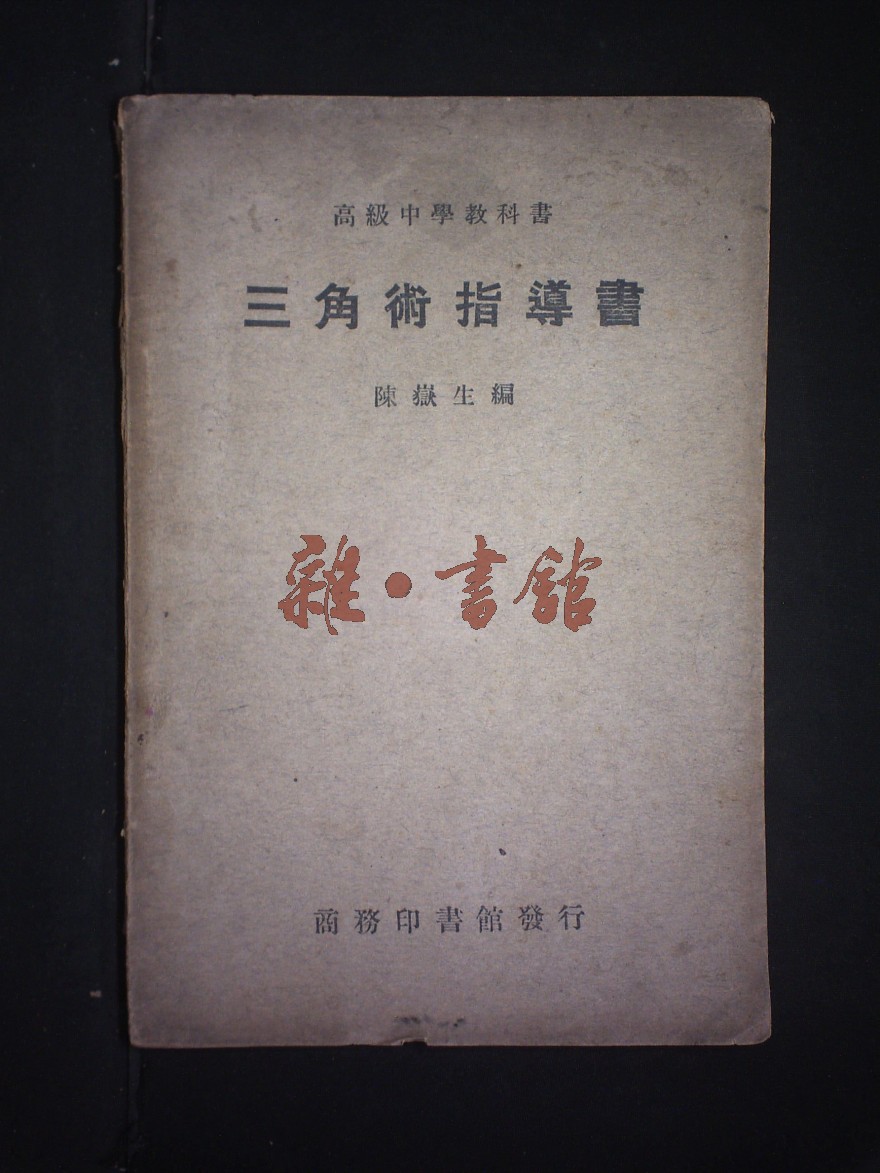 高級中學教科書
三角術指導書
陳嶽生編
雜·書館
商務印書館發行